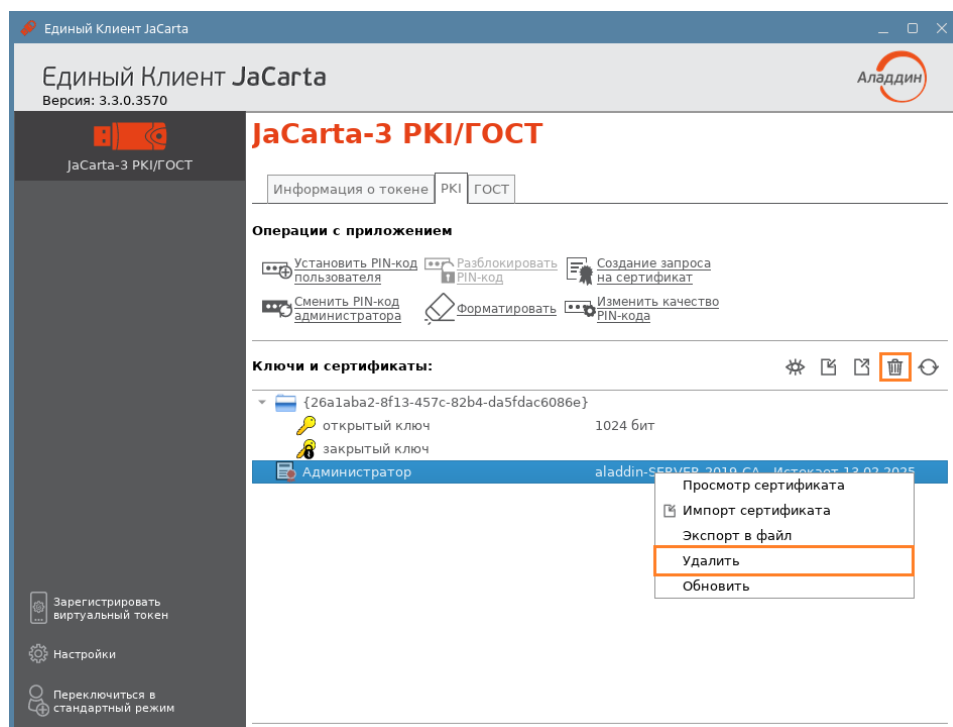 Единый Клиент JaCarta
Единый Клиент JaCarta
Версия: 3.3.0.3570
Аладдин
JaCarta-3 PKI/ГОСТ
JaCarta-3 PKI/ГОСТ
Информация о токене PKI ГОСТ
Операции с приложением
Установить PIN-код
пользователя
Разблокировать
PIN-код
Создание запроса
на сертификат
Сменить PIN-код
администратора
Форматировать
Изменить качество
PIN-кода
Ключи и сертификаты:
{26a1aba2-8f13-457c-82b4-da5fdac6086e}
открытый ключ 1024 бит
закрытый ключ
Администратор aladdin-SERVER-2019-CA Истекает 13.02.2025
Просмотр сертификата
Импорт сертификата
Экспорт в файл
Удалить
Обновить
Зарегистрировать
виртуальный токен
Настройки
Переключиться в
стандартный режим